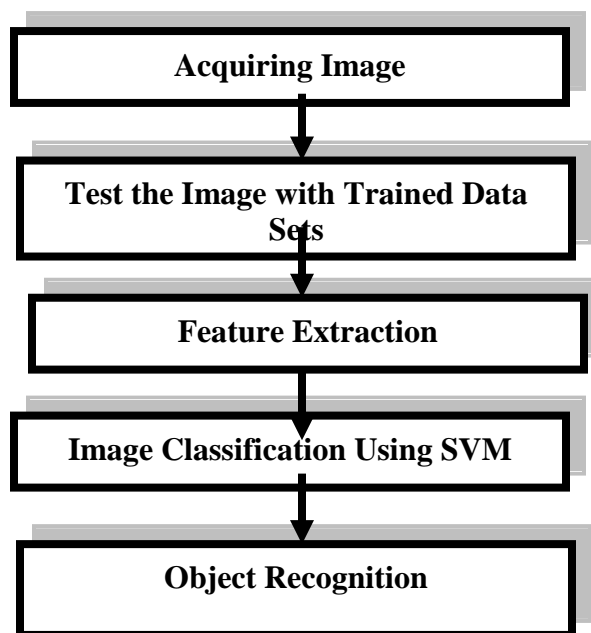 Acquiring Image
Test the Image with Trained Data
Sets
Feature Extraction
Image Classification Using SVM
Object Recognition